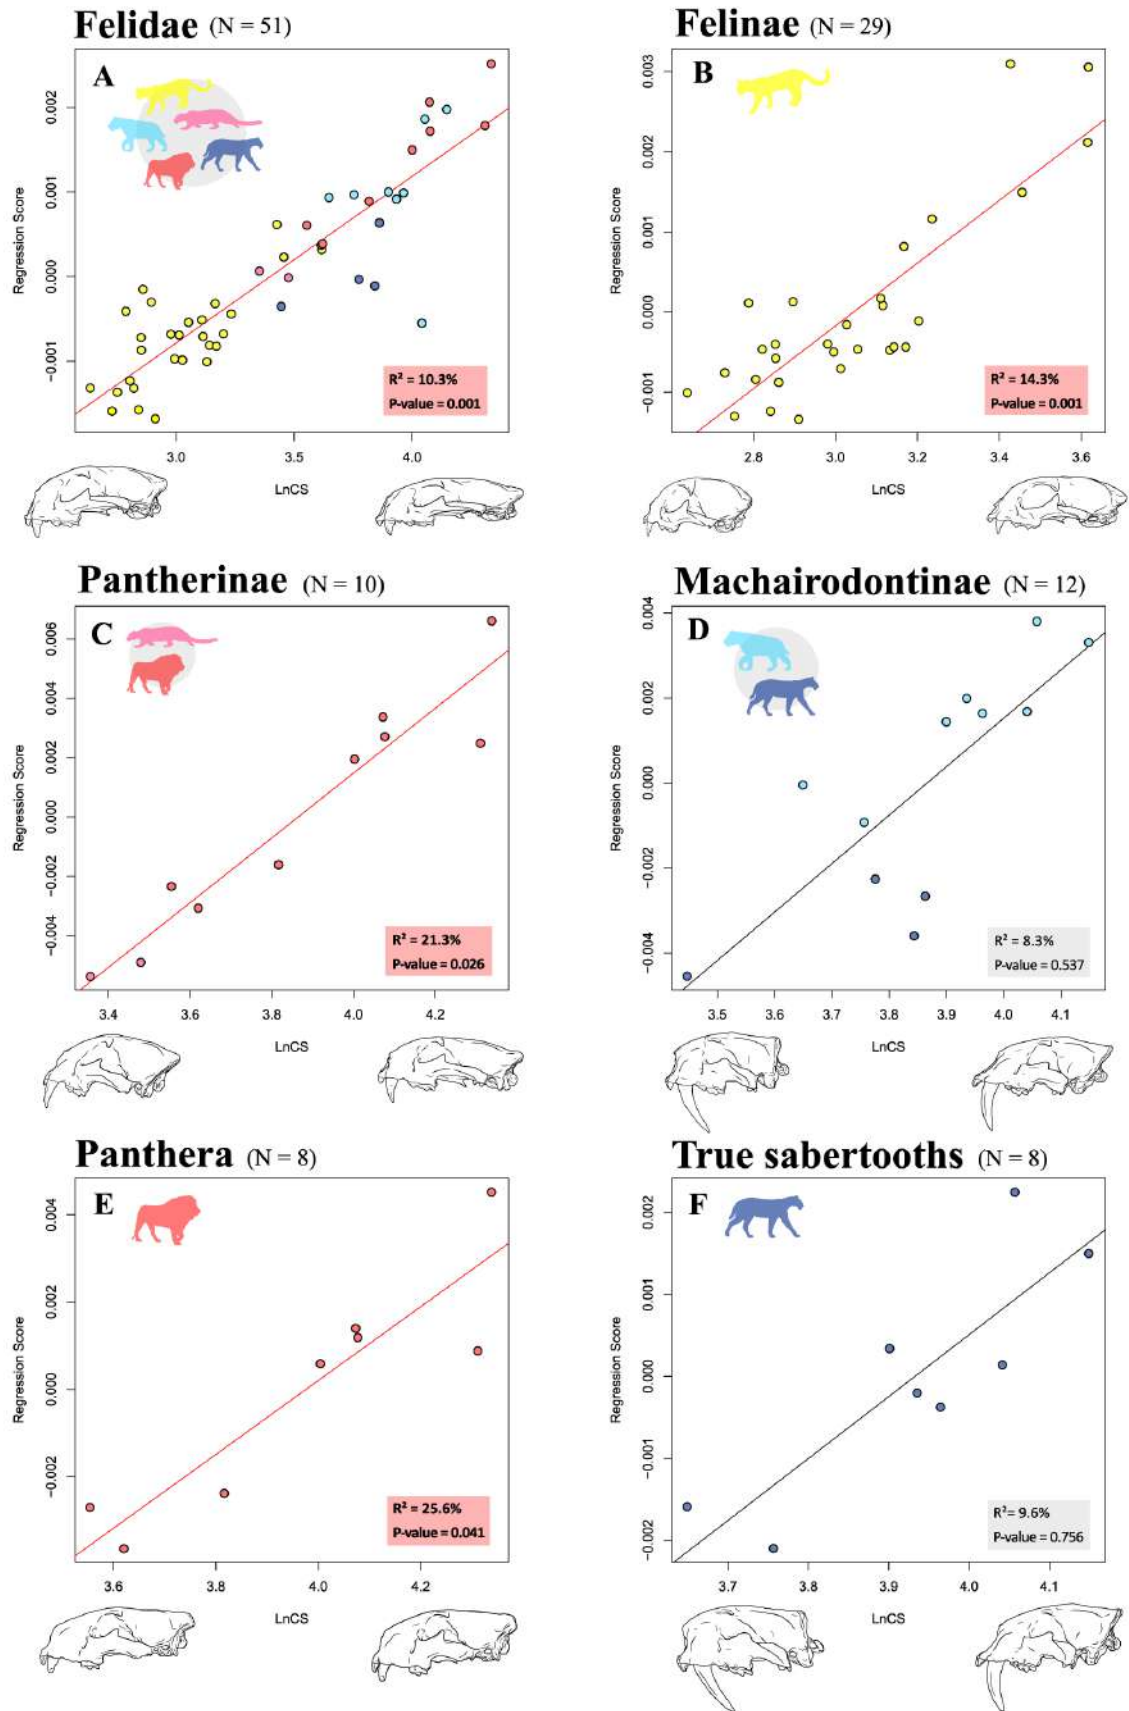 Felidae (N = 51)
A
Regression Score
0.002
0.001
0.000
−0.001
R² = 10.3%
P-value = 0.001
3.0 3.5 4.0
LnCS
Felinae (N = 29)
B
Regression Score
0.003
0.002
0.001
0.000
−0.001
R² = 14.3%
P-value = 0.001
2.8 3.0 3.2 3.4 3.6
LnCS
Pantherinae (N = 10)
C
Regression Score
0.006
0.004
0.002
0.000
−0.002
−0.004
R² = 21.3%
P-value = 0.026
3.4 3.6 3.8 4.0 4.2
LnCS
Machairodontinae (N = 12)
D
Regression Score
0.004
0.002
0.000
−0.002
−0.004
R² = 8.3%
P-value = 0.537
3.5 3.6 3.7 3.8 3.9 4.0 4.1
LnCS
Panthera (N = 8)
E
Regression Score
0.004
0.002
0.000
−0.002
R² = 25.6%
P-value = 0.041
3.6 3.8 4.0 4.2
LnCS
True sabertooths (N = 8)
F
Regression Score
0.002
0.001
0.000
−0.001
−0.002
R² = 9.6%
P-value = 0.756
3.7 3.8 3.9 4.0 4.1
LnCS